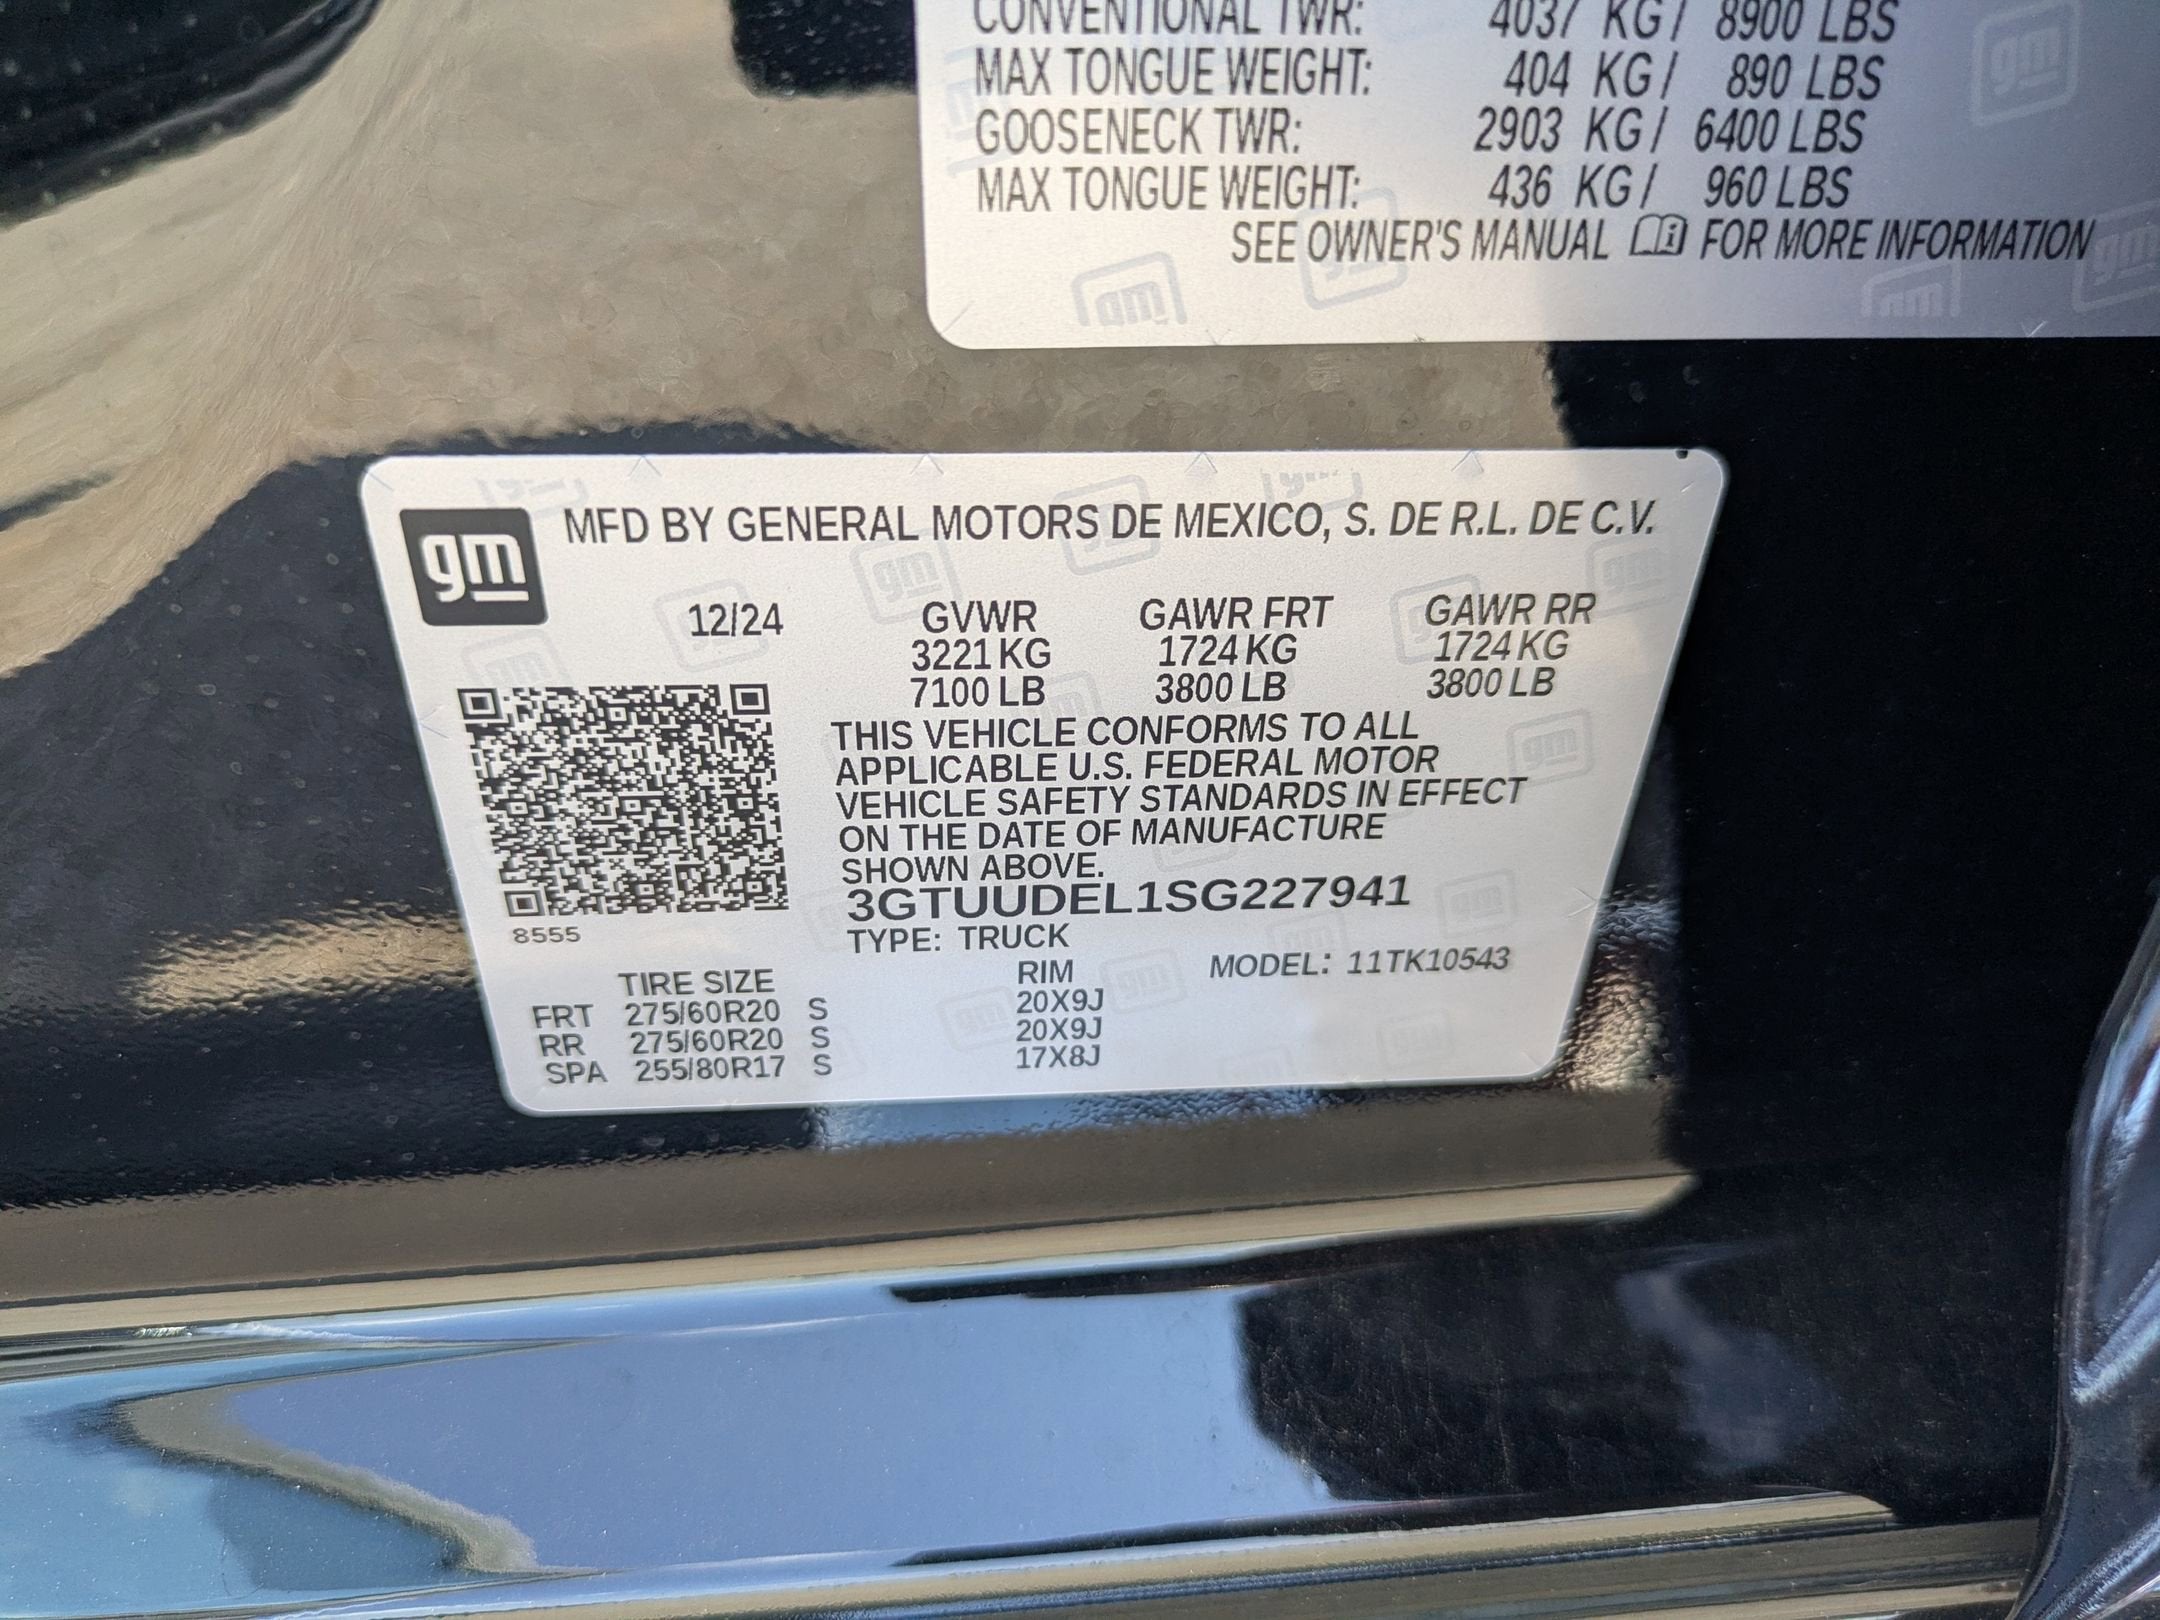 CONVENTIONAL TWR: 4037 KG / 8900 LBS
MAX TONGUE WEIGHT: 404 KG / 890 LBS
GOOSENECK TWR: 2903 KG / 6400 LBS
MAX TONGUE WEIGHT: 436 KG / 960 LBS
SEE OWNER'S MANUAL FOR MORE INFORMATION
gm
MFD BY GENERAL MOTORS DE MEXICO, S. DE R.L. DE C.V.
12/24 GVWR GAWR FRT GAWR RR
3221 KG 1724 KG 1724 KG
7100 LB 3800 LB 3800 LB
THIS VEHICLE CONFORMS TO ALL
APPLICABLE U.S. FEDERAL MOTOR
VEHICLE SAFETY STANDARDS IN EFFECT
ON THE DATE OF MANUFACTURE
SHOWN ABOVE.
3GTUUDEL1SG227941
8555
TYPE: TRUCK
MODEL: 11TK10543
TIRE SIZE RIM
FRT 275/60R20 S 20X9J
RR 275/60R20 S 20X9J
SPA 255/80R17 S 17X8J